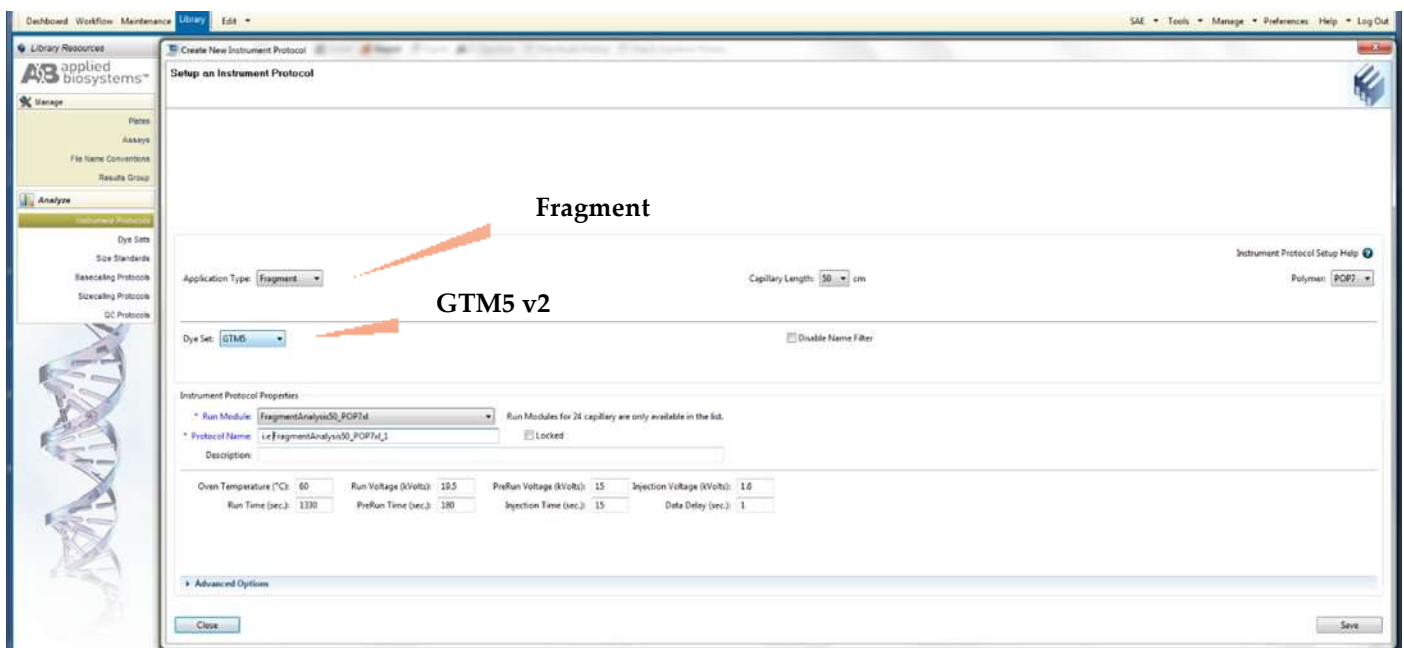 Dashboard Workflow Maintenance Library Edit SAE Tools Manage Preferences Help Log Out
Library Resources
Create New Instrument Protocol
AB applied biosystems™
Setup an Instrument Protocol
Manage
Plates
Assays
File Name Conventions
Results Group
Analyze
Instrument Protocols
Dye Sets
Size Standards
Basecalling Protocols
Sizecalling Protocols
QC Protocols
Fragment
Instrument Protocol Setup Help
Application Type: Fragment Capillary Length: 50 cm Polymer: POP7
GTM5 v2
Dye Set: GTM5 Disable Name Filter
Instrument Protocol Properties
* Run Module: FragmentAnalysis50_POP7xl Run Modules for 24 capillary are only available in the list.
* Protocol Name: i.e FragmentAnalysis50_POP7xl_1 Locked
Description:
Oven Temperature (°C): 60 Run Voltage (kVolts): 19.5 PreRun Voltage (kVolts): 15 Injection Voltage (kVolts): 1.6
Run Time (sec.): 1330 PreRun Time (sec.): 180 Injection Time (sec.): 15 Data Delay (sec.): 1
Advanced Options
Close Save